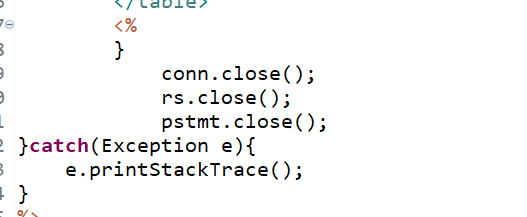 </table>
<%
}
conn.close();
rs.close();
pstmt.close();
}catch(Exception e){
e.printStackTrace();
}
%>